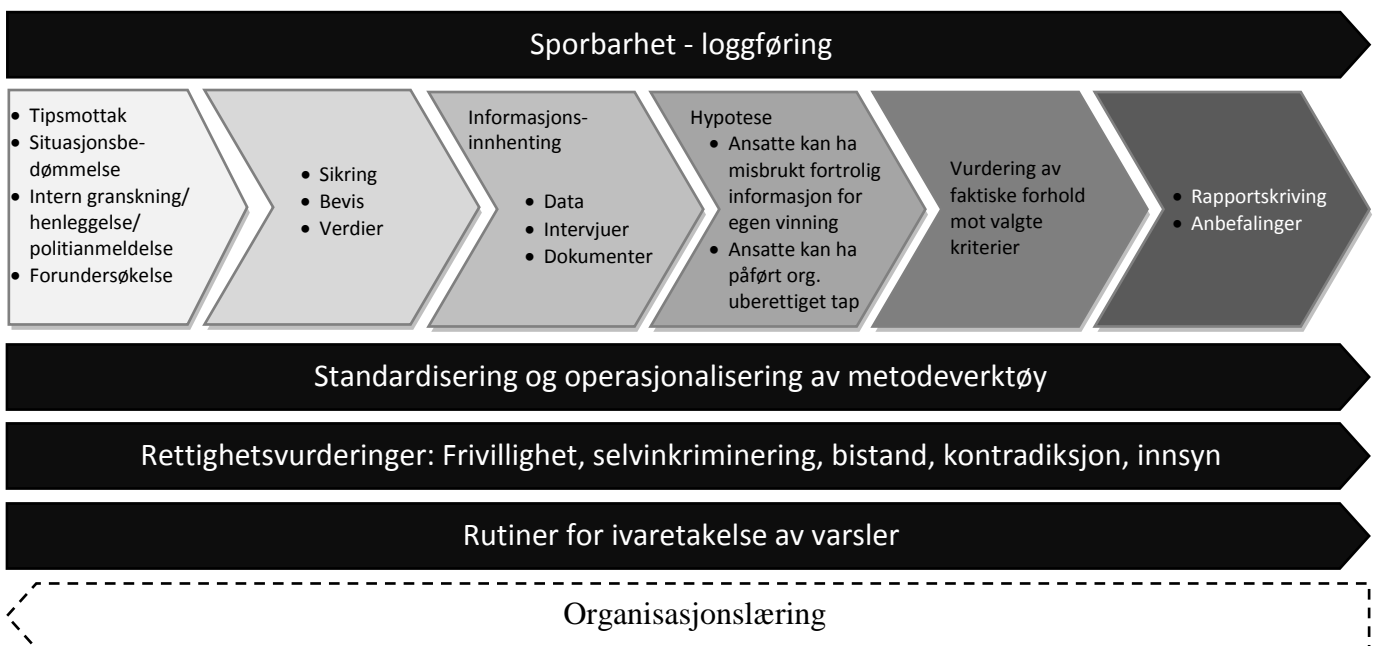 Sporbarhet - loggføring
• Tipsmottak
• Situasjonsbe-
dømmelse
• Intern granskning/
henleggelse/
politianmeldelse
• Forundersøkelse
• Sikring
• Bevis
• Verdier
Informasjons-
innhenting
• Data
• Intervjuer
• Dokumenter
Hypotese
• Ansatte kan ha
misbrukt fortrolig
informasjon for
egen vinning
• Ansatte kan ha
påført org.
uberettiget tap
Vurdering av
faktiske forhold
mot valgte
kriterier
• Rapportskriving
• Anbefalinger
Standardisering og operasjonalisering av metodeverktøy
Rettighetsvurderinger: Frivillighet, selvinkriminering, bistand, kontradiksjon, innsyn
Rutiner for ivaretakelse av varsler
Organisasjonslæring